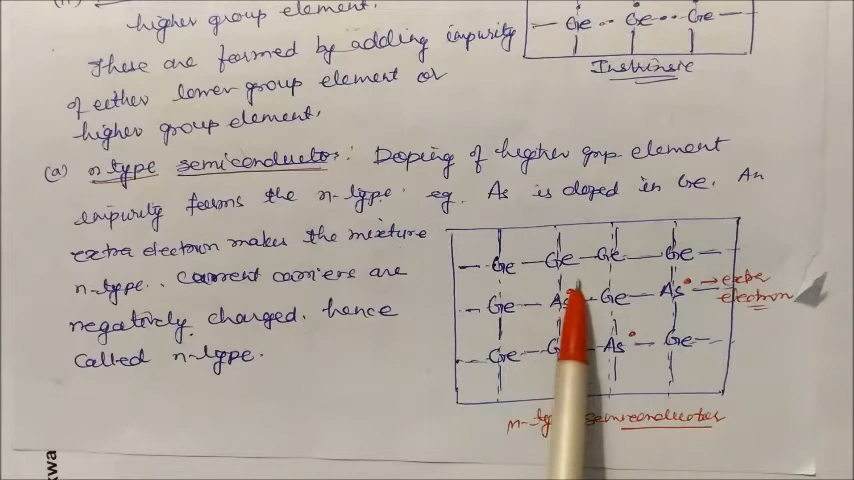 higher group element.
These are formed by adding impurity
of either lower group element or
higher group element.
— Ge •• Ge •• Ge —
Instrinsic
(a) n type semiconductor: Doping of higher grp element
impurity forms the n-type. eg. As is doped in Ge. An
extra electron makes the mixture
n-type. Current carriers are
negatively charged, hence
called n-type.
— Ge — Ge — Ge — Ge —
— Ge — As — Ge — As • → extra
electron
— Ge — — As • — Ge —
semiconductor
kwa